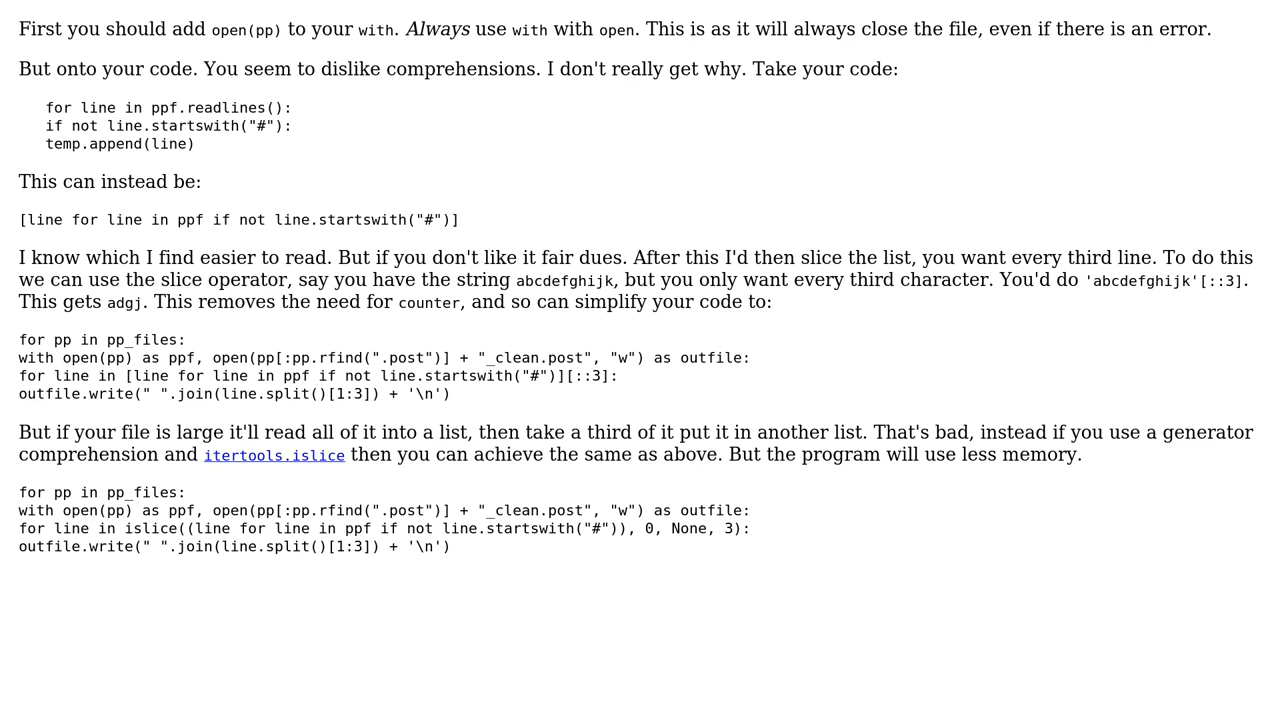 First you should add open(pp) to your with. Always use with with open. This is as it will always close the file, even if there is an error.
But onto your code. You seem to dislike comprehensions. I don't really get why. Take your code:
for line in ppf.readlines():
if not line.startswith("#"):
temp.append(line)
This can instead be:
[line for line in ppf if not line.startswith("#")]
I know which I find easier to read. But if you don't like it fair dues. After this I'd then slice the list, you want every third line. To do this
we can use the slice operator, say you have the string abcdefghijk, but you only want every third character. You'd do 'abcdefghijk'[::3].
This gets adgj. This removes the need for counter, and so can simplify your code to:
for pp in pp_files:
with open(pp) as ppf, open(pp[:pp.rfind(".post")] + "_clean.post", "w") as outfile:
for line in [line for line in ppf if not line.startswith("#")][::3]:
outfile.write(" ".join(line.split()[1:3]) + '\n')
But if your file is large it'll read all of it into a list, then take a third of it put it in another list. That's bad, instead if you use a generator
comprehension and itertools.islice then you can achieve the same as above. But the program will use less memory.
for pp in pp_files:
with open(pp) as ppf, open(pp[:pp.rfind(".post")] + "_clean.post", "w") as outfile:
for line in islice((line for line in ppf if not line.startswith("#")), 0, None, 3):
outfile.write(" ".join(line.split()[1:3]) + '\n')